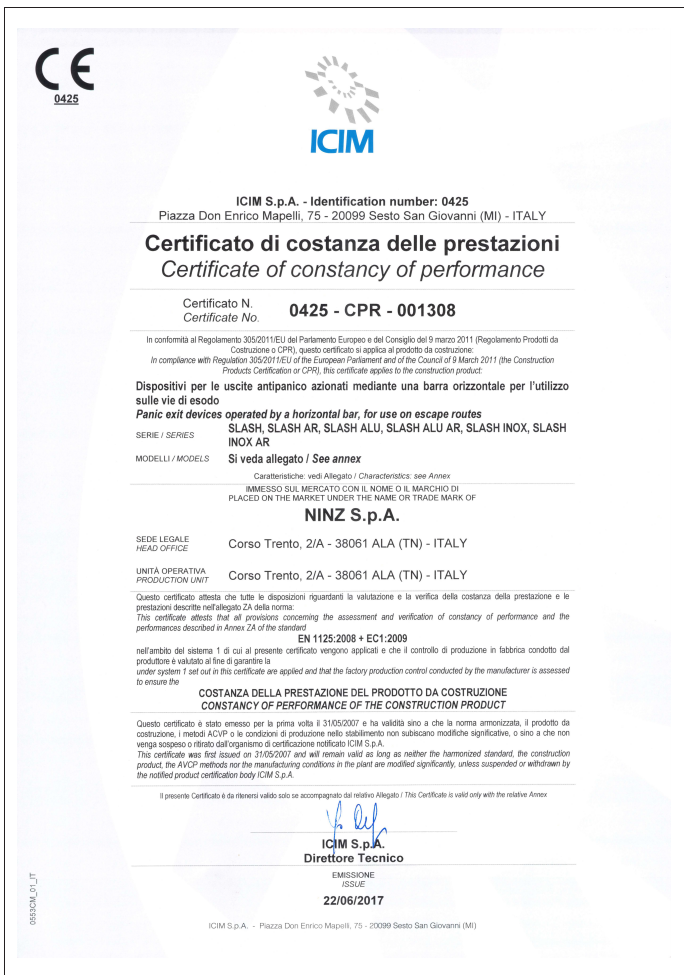 CE
0425
ICIM
ICIM S.p.A. - Identification number: 0425
Piazza Don Enrico Mapelli, 75 - 20099 Sesto San Giovanni (MI) - ITALY
Certificato di costanza delle prestazioni
Certificate of constancy of performance
Certificato N.
Certificate No.
0425 - CPR - 001308
In conformità al Regolamento 305/2011/EU del Parlamento Europeo e del Consiglio del 9 marzo 2011 (Regolamento Prodotti da
Costruzione o CPR), questo certificato si applica al prodotto da costruzione:
In compliance with Regulation 305/2011/EU of the European Parliament and of the Council of 9 March 2011 (the Construction
Products Certification or CPR), this certificate applies to the construction product:
Dispositivi per le uscite antipanico azionati mediante una barra orizzontale per l'utilizzo
sulle vie di esodo
Panic exit devices operated by a horizontal bar, for use on escape routes
SERIE / SERIES
SLASH, SLASH AR, SLASH ALU, SLASH ALU AR, SLASH INOX, SLASH
INOX AR
MODELLI / MODELS
Si veda allegato / See annex
Caratteristiche: vedi Allegato / Characteristics: see Annex
IMMESSO SUL MERCATO CON IL NOME O IL MARCHIO DI
PLACED ON THE MARKET UNDER THE NAME OR TRADE MARK OF
NINZ S.p.A.
SEDE LEGALE
HEAD OFFICE
Corso Trento, 2/A - 38061 ALA (TN) - ITALY
UNITÀ OPERATIVA
PRODUCTION UNIT
Corso Trento, 2/A - 38061 ALA (TN) - ITALY
Questo certificato attesta che tutte le disposizioni riguardanti la valutazione e la verifica della costanza della prestazione e le
prestazioni descritte nell'allegato ZA della norma:
This certificate attests that all provisions concerning the assessment and verification of constancy of performance and the
performances described in Annex ZA of the standard
EN 1125:2008 + EC1:2009
nell'ambito del sistema 1 di cui al presente certificato vengono applicati e che il controllo di produzione in fabbrica condotto dal
produttore è valutato al fine di garantire la
under system 1 set out in this certificate are applied and that the factory production control conducted by the manufacturer is assessed
to ensure the
COSTANZA DELLA PRESTAZIONE DEL PRODOTTO DA COSTRUZIONE
CONSTANCY OF PERFORMANCE OF THE CONSTRUCTION PRODUCT
Questo certificato è stato emesso per la prima volta il 31/05/2007 e ha validità sino a che la norma armonizzata, il prodotto da
costruzione, i metodi ACVP o le condizioni di produzione nello stabilimento non subiscano modifiche significative, o sino a che non
venga sospeso o ritirato dall'organismo di certificazione notificato ICIM S.p.A.
This certificate was first issued on 31/05/2007 and will remain valid as long as neither the harmonized standard, the construction
product, the AVCP methods nor the manufacturing conditions in the plant are modified significantly, unless suspended or withdrawn by
the notified product certification body ICIM S.p.A.
Il presente Certificato è da ritenersi valido solo se accompagnato dal relativo Allegato / This Certificate is valid only with the relative Annex
ICIM S.p.A.
Direttore Tecnico
EMISSIONE
ISSUE
22/06/2017
0553CM_01_IT
ICIM S.p.A. - Piazza Don Enrico Mapelli, 75 - 20099 Sesto San Giovanni (MI)